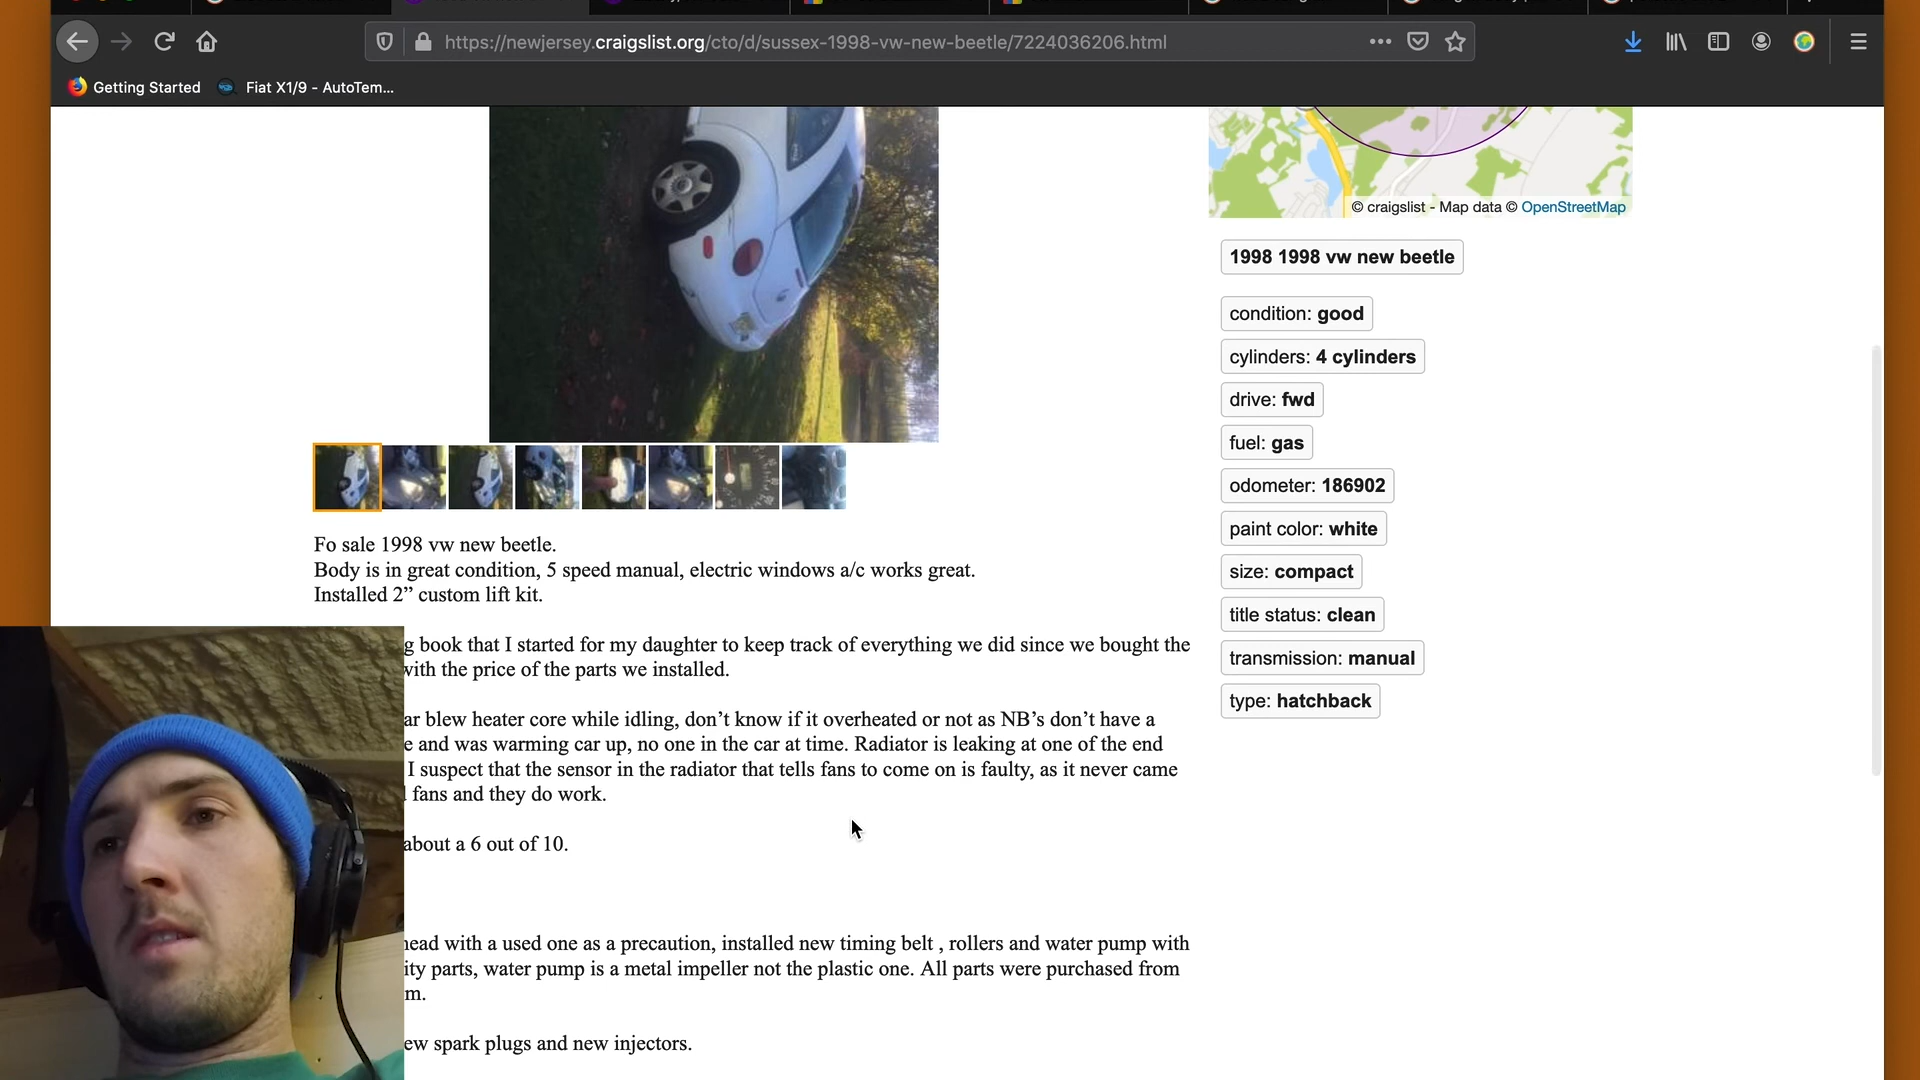 https://newjersey.craigslist.org/cto/d/sussex-1998-vw-new-beetle/7224036206.html
Getting Started
Fiat X1/9 - AutoTem...
© craigslist - Map data © OpenStreetMap
1998 1998 vw new beetle
condition: good
cylinders: 4 cylinders
drive: fwd
fuel: gas
odometer: 186902
paint color: white
size: compact
title status: clean
transmission: manual
type: hatchback
Fo sale 1998 vw new beetle.
Body is in great condition, 5 speed manual, electric windows a/c works great.
Installed 2” custom lift kit.
g book that I started for my daughter to keep track of everything we did since we bought the
with the price of the parts we installed.
ar blew heater core while idling, don’t know if it overheated or not as NB’s don’t have a
e and was warming car up, no one in the car at time. Radiator is leaking at one of the end
I suspect that the sensor in the radiator that tells fans to come on is faulty, as it never came
fans and they do work.
about a 6 out of 10.
head with a used one as a precaution, installed new timing belt , rollers and water pump with
ity parts, water pump is a metal impeller not the plastic one. All parts were purchased from
m.
ew spark plugs and new injectors.